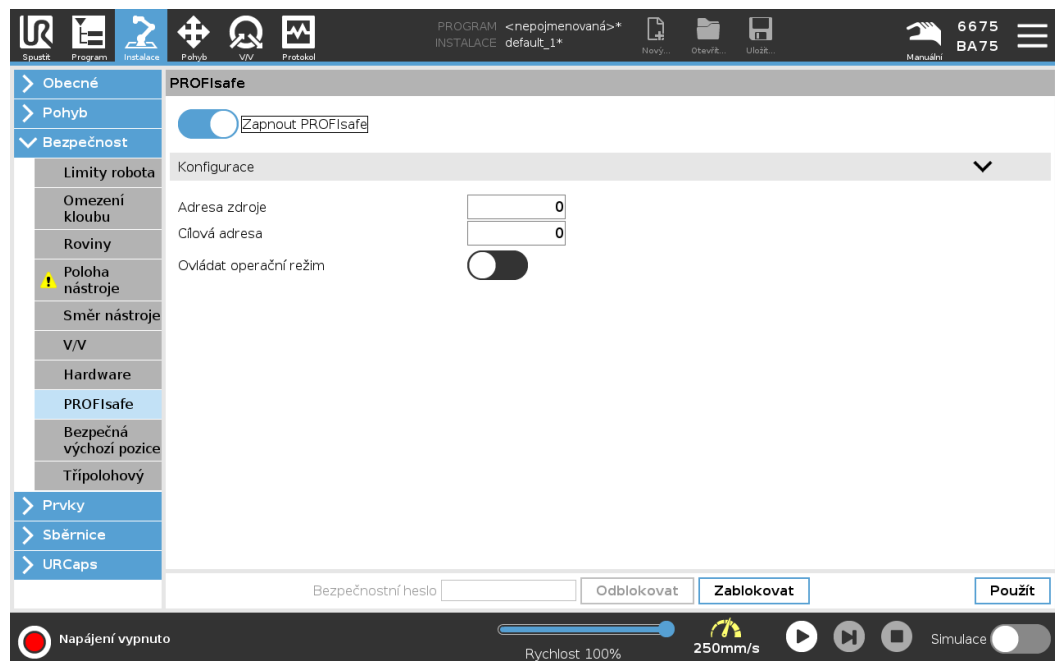 PROGRAM <nepojmenovaná>*
INSTALACE default_1*
Spustit
Program
Instalace
Pohyb
V/V
Protokol
Nový...
Otevřít...
Uložit...
Manuální
6675
BA75
Obecné
Pohyb
Bezpečnost
Limity robota
Omezení
kloubu
Roviny
Poloha
nástroje
Směr nástroje
V/V
Hardware
PROFIsafe
Bezpečná
výchozí pozice
Třípolohový
Prvky
Sběrnice
URCaps
PROFIsafe
Zapnout PROFIsafe
Konfigurace
Adresa zdroje 0
Cílová adresa 0
Ovládat operační režim
Bezpečnostní heslo
Odblokovat
Zablokovat
Použít
Napájení vypnuto
Rychlost 100%
250mm/s
Simulace